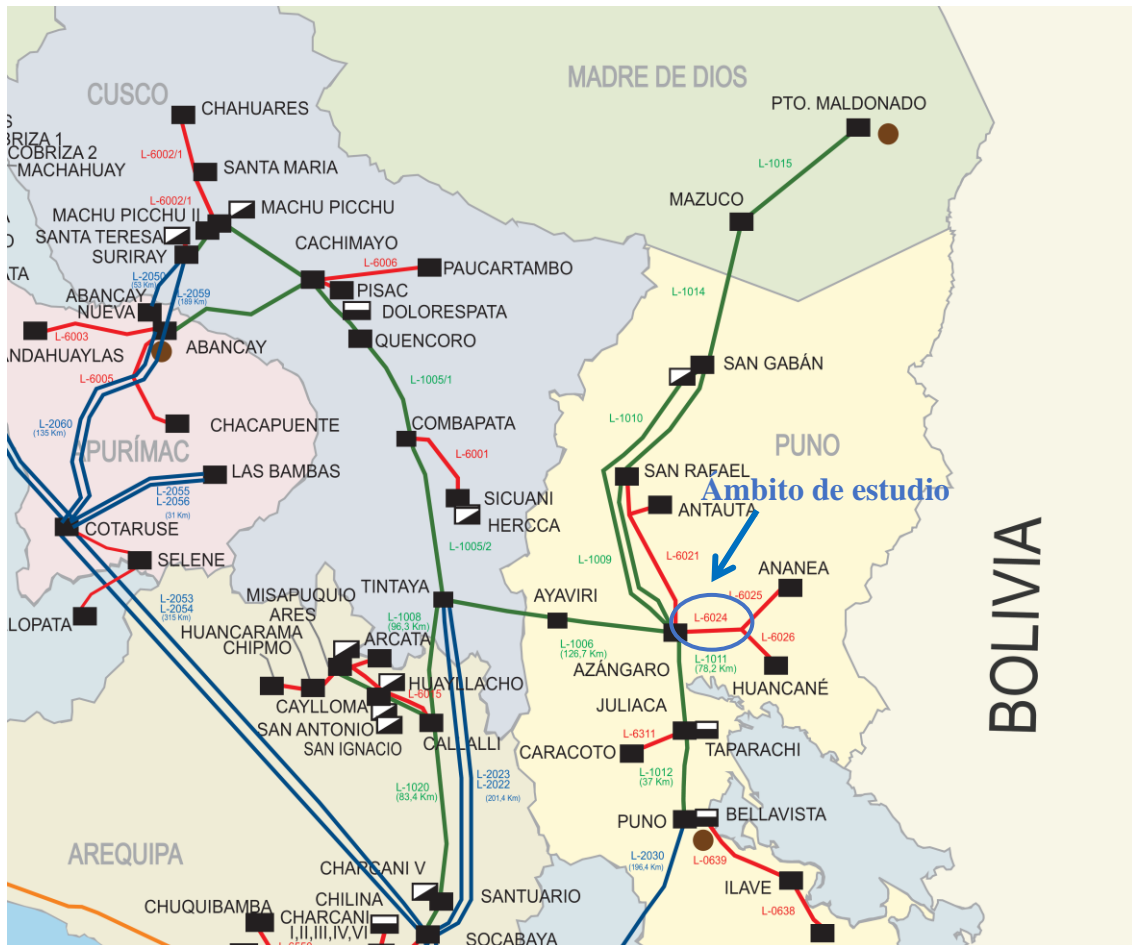 MADRE DE DIOS
CUSCO
PTO. MALDONADO
CHAHUARES
BRIZA 1
COBRIZA 2
MACHAHUAY
L-6002/1
SANTA MARIA
L-1015
MAZUCO
L-6002/1
MACHU PICCHU II
MACHU PICCHU
SANTA TERESA
SURIRAY
CACHIMAYO
L-6006
PAUCARTAMBO
PISAC
L-2050
(53 Km)
L-2059
(189 Km)
L-1014
ABANCAY
NUEVA
DOLORESPATA
QUENCORO
L-6003
ANDAHUAYLAS
ABANCAY
L-6005
SAN GABÁN
L-1005/1
L-1010
CHACAPUENTE
COMBAPATA
L-2060
(135 Km)
APURÍMAC
L-6001
PUNO
LAS BAMBAS
SAN RAFAEL
L-2055
L-2056
(31 Km)
SICUANI
HERCCA
Ámbito de estudio
ANTAUTA
COTARUSE
SELENE
L-1005/2
L-1009
L-6021
ANANEA
BOLIVIA
L-2053
L-2054
(315 Km)
MISAPUQUIO
ARES
TINTAYA
AYAVIRI
L-6025
L-6024
LLOPATA
HUANCARAMA
CHIPMO
L-1008
(96,3 Km)
ARCATA
L-1006
(126,7 Km)
L-6026
AZÁNGARO
L-1011
(78,2 Km)
HUANCANÉ
HUAYLLACHO
L-6015
CAYLLOMA
SAN ANTONIO
SAN IGNACIO
CALLALLI
JULIACA
L-6311
CARACOTO
TAPARACHI
L-1012
(37 Km)
L-1020
(83,4 Km)
L-2023
L-2022
(201,4 Km)
PUNO
BELLAVISTA
AREQUIPA
L-2030
(196,4 Km)
L-0639
CHARCANI V
ILAVE
CHUQUIBAMBA
CHILINA
CHARCANI
I,II,III,IV,VI
SANTUARIO
L-0638
SOCABAYA